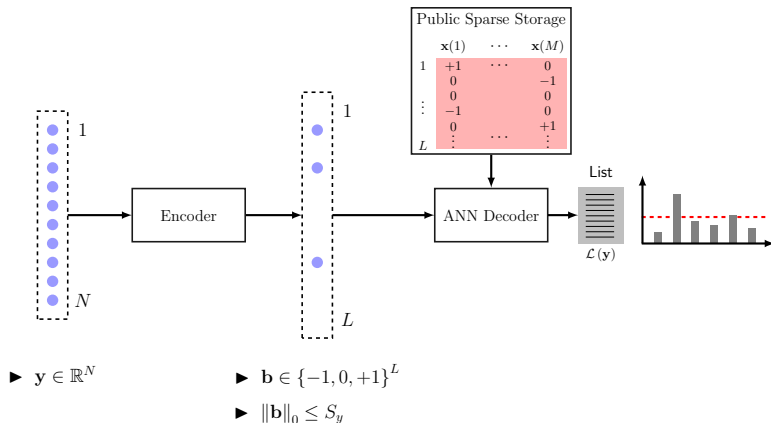 Public Sparse Storage
x(1) ⋯ x(M)
1 +1 ⋯ 0
0 −1
0 0
⋮ −1 0
0 +1
L ⋮ ⋯ ⋮
1
1
List
Encoder
ANN Decoder
ℒ(y)
N
L
► y ∈ ℝ^N
► b ∈ {−1, 0, +1}^L
► ‖b‖₀ ≤ S_y